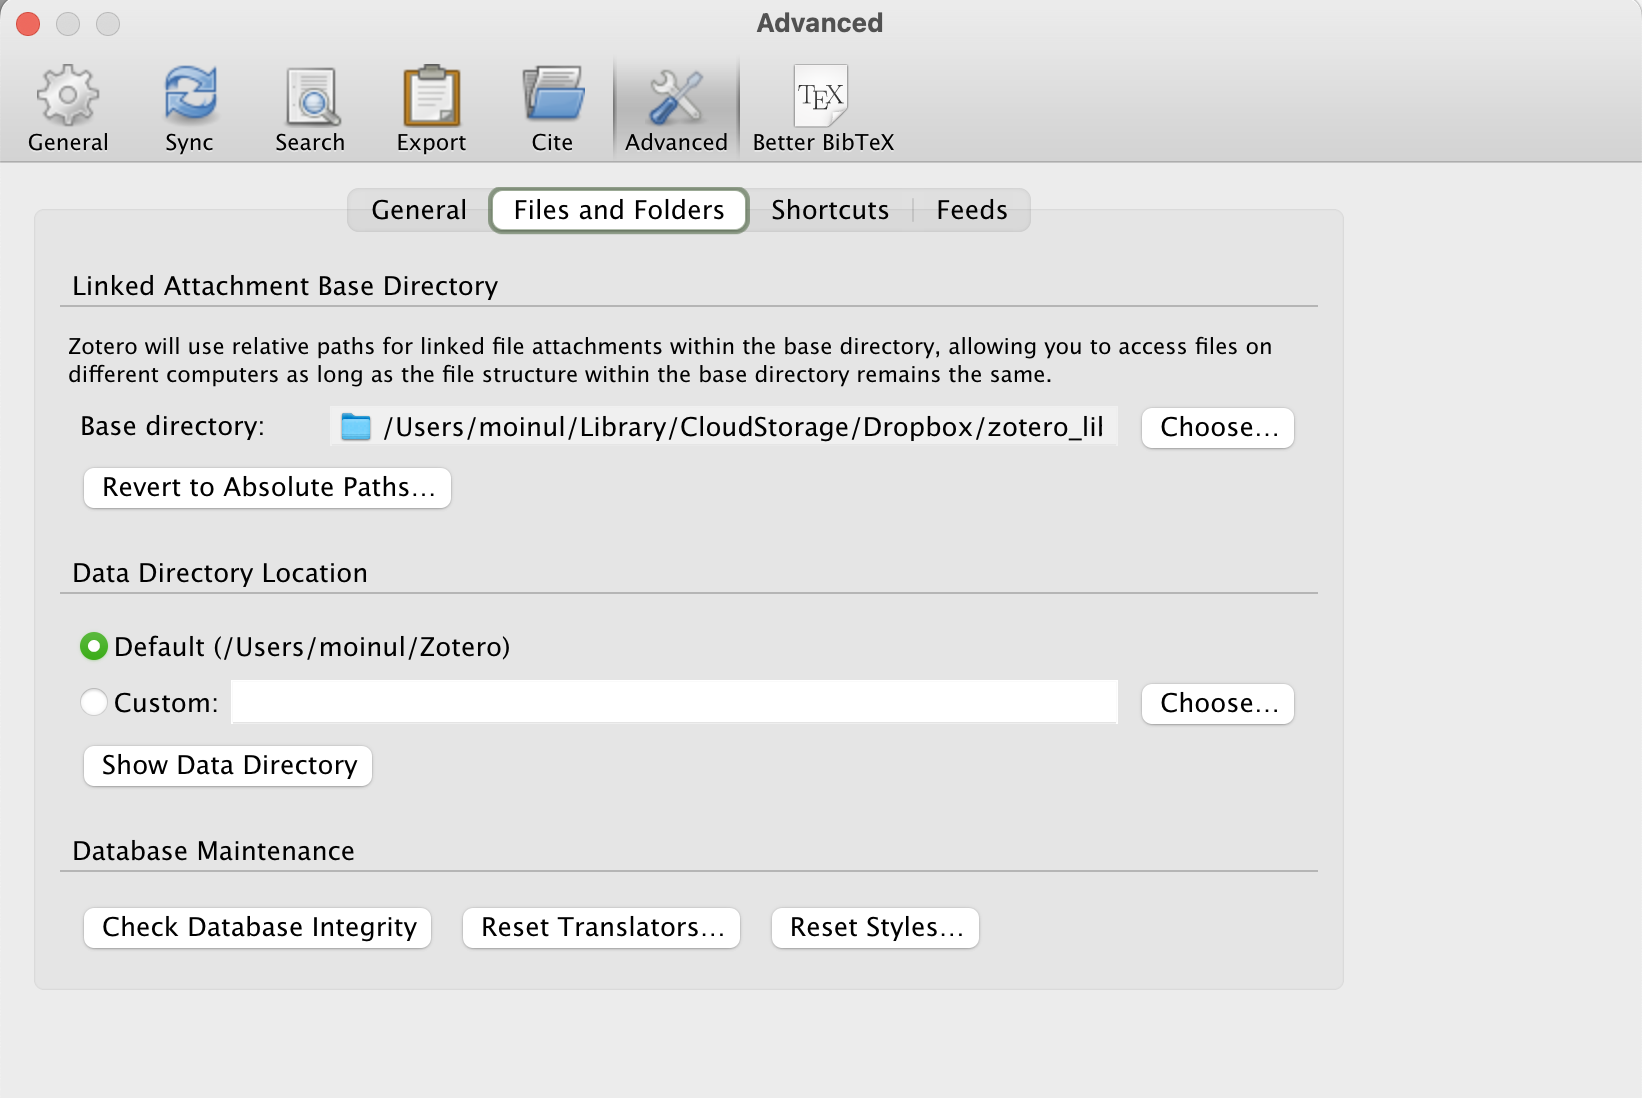 Advanced
General
Sync
Search
Export
Cite
Advanced
TEX
Better BibTeX
General
Files and Folders
Shortcuts
Feeds
Linked Attachment Base Directory
Zotero will use relative paths for linked file attachments within the base directory, allowing you to access files on
different computers as long as the file structure within the base directory remains the same.
Base directory:
/Users/moinul/Library/CloudStorage/Dropbox/zotero_lil
Choose...
Revert to Absolute Paths...
Data Directory Location
Default (/Users/moinul/Zotero)
Custom:
Choose...
Show Data Directory
Database Maintenance
Check Database Integrity
Reset Translators...
Reset Styles...